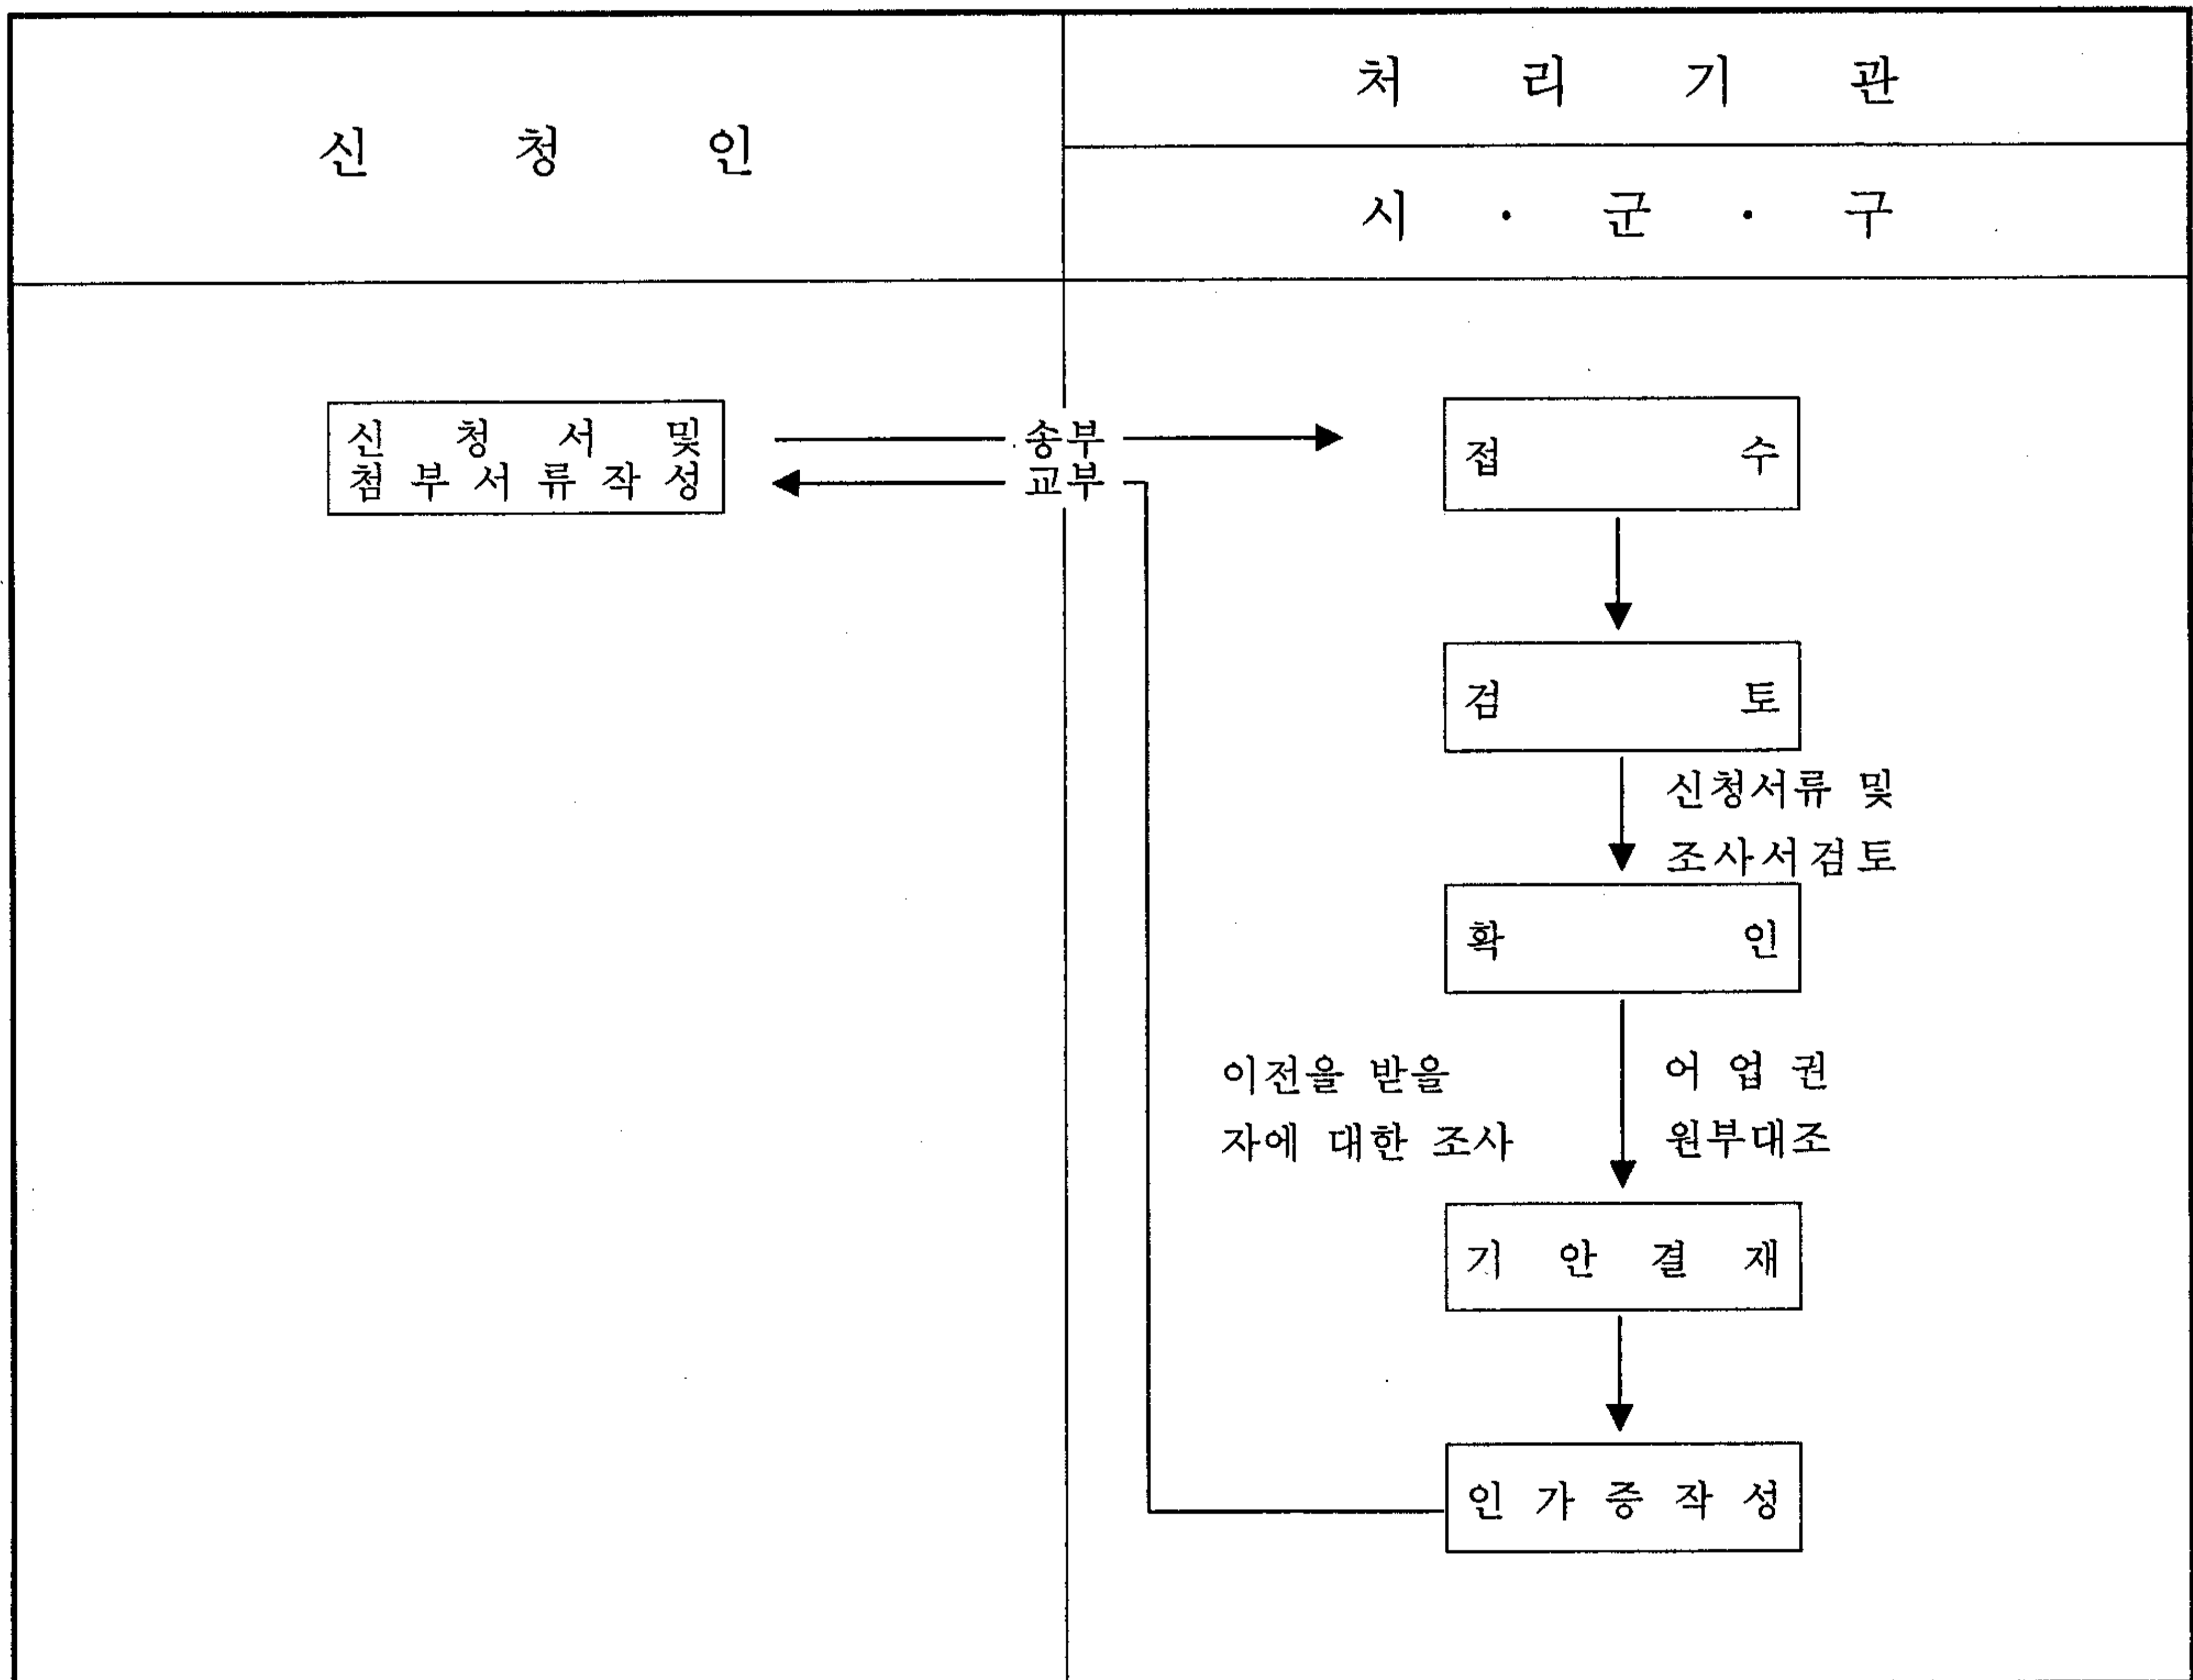 신 청 인
처 리 기 관
시 · 군 · 구
신 청 서 및
첨 부 서 류 작 성
송부
교부
접 수
검 토
신청서류 및
조사서검토
확 인
이전을 받을
자에 대한 조사
어 업 권
원부대조
기 안 결 재
인 가 증 작 성